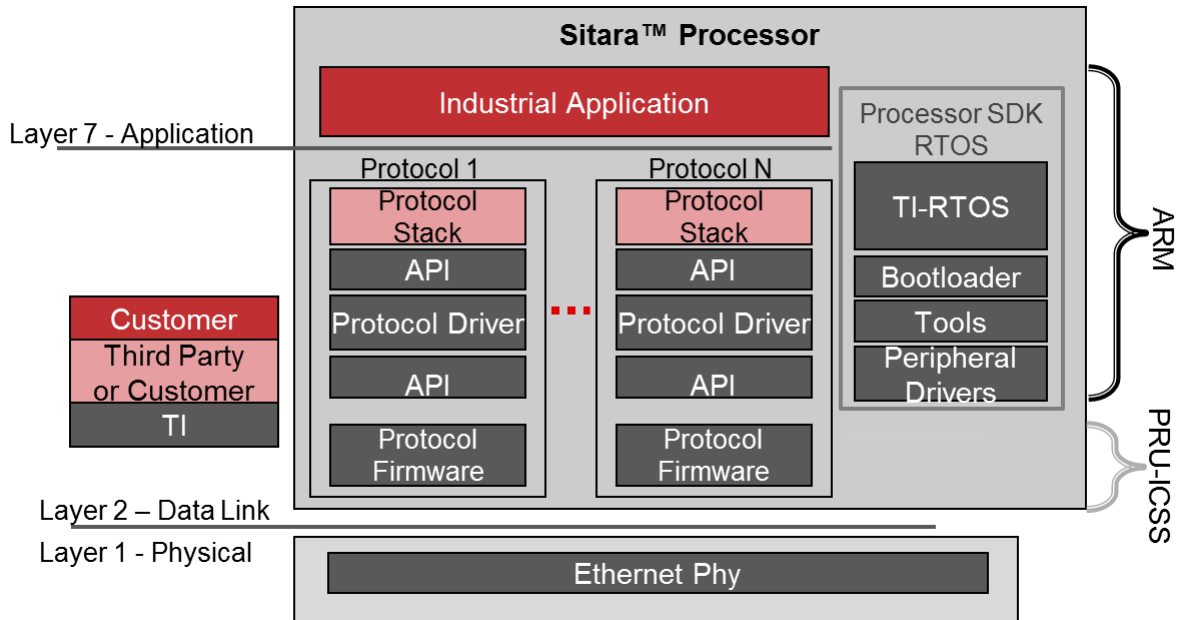 Sitara™ Processor
Industrial Application
Layer 7 - Application
Processor SDK
RTOS
Protocol 1
Protocol
Stack
API
Protocol Driver
API
Protocol
Firmware
...
Protocol N
Protocol
Stack
API
Protocol Driver
API
Protocol
Firmware
TI-RTOS
Bootloader
Tools
Peripheral
Drivers
ARM
PRU-ICSS
Customer
Third Party
or Customer
TI
Layer 2 – Data Link
Layer 1 - Physical
Ethernet Phy